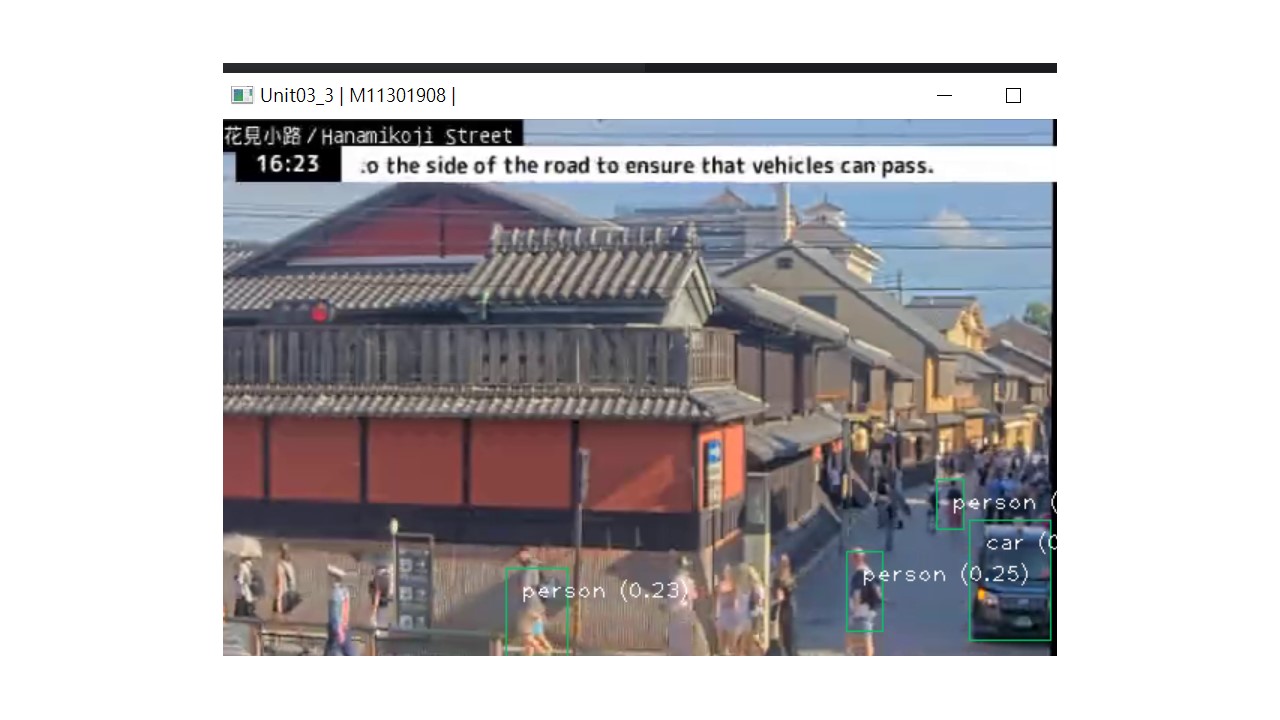 Unit03_3 | M11301908 |
花見小路/Hanamikoji Street
16:23
:o the side of the road to ensure that vehicles can pass.
person (
car (0
person (0.25)
person (0.23)